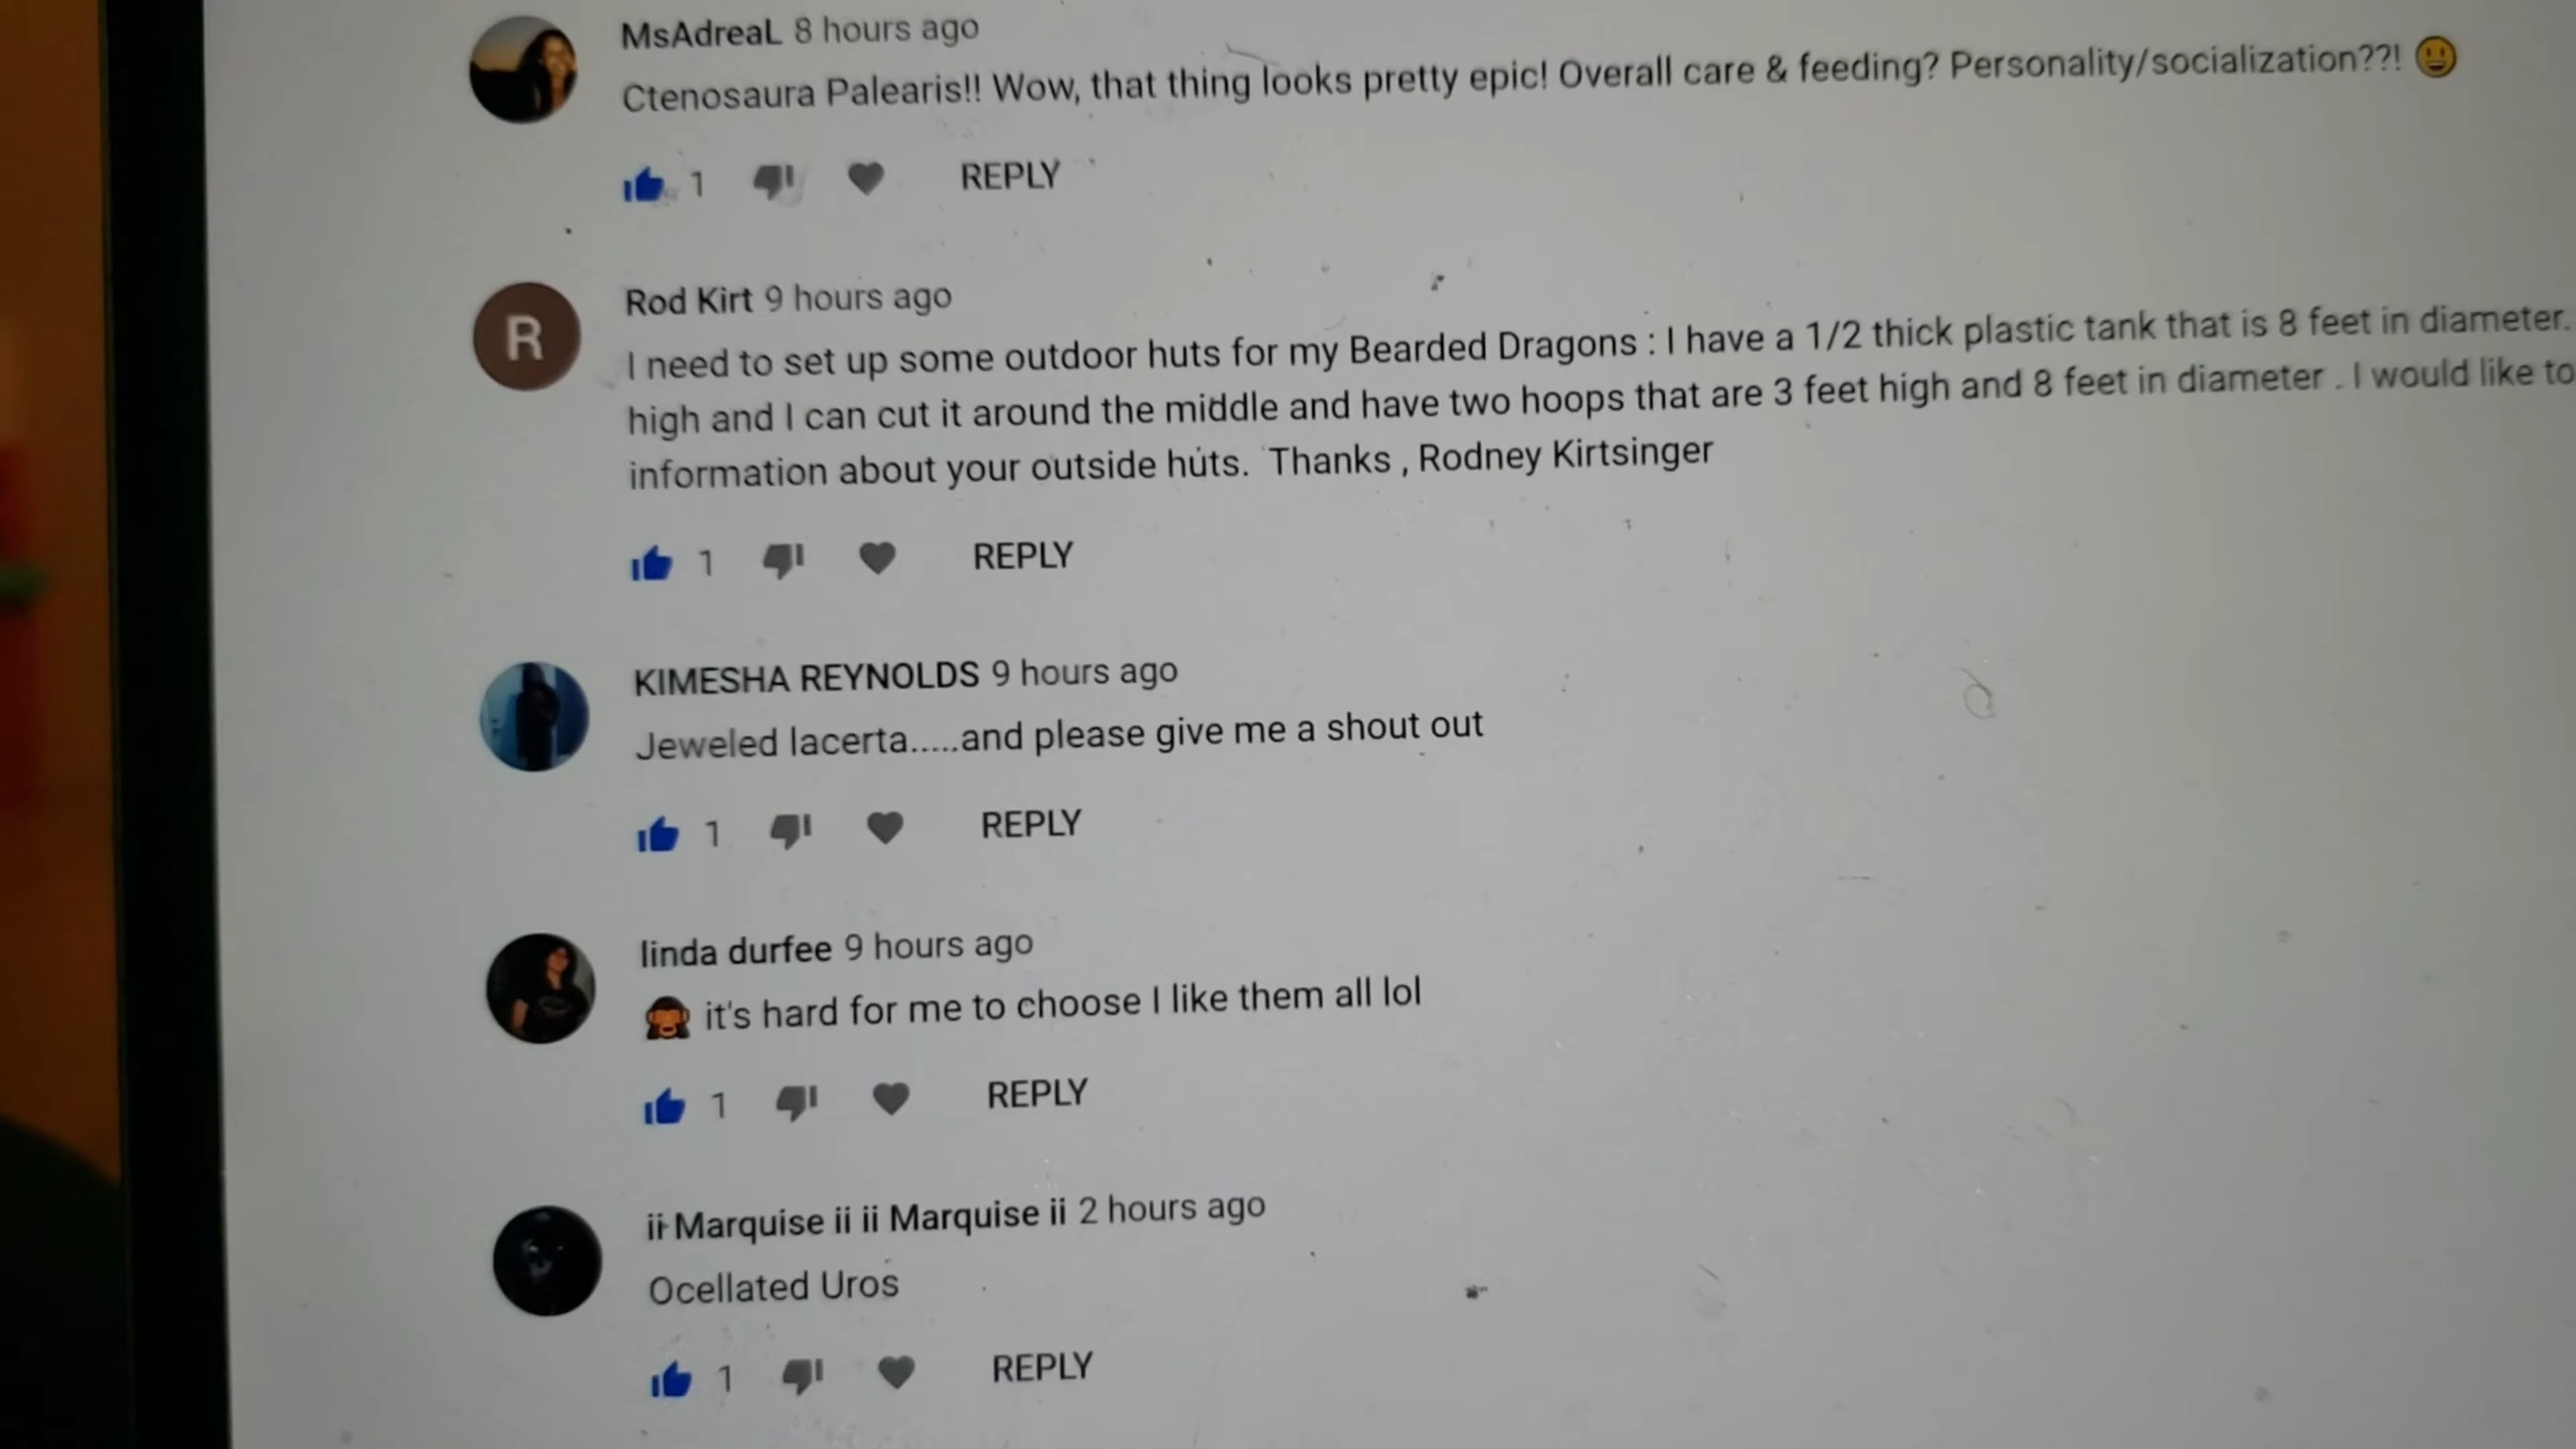 MsAdreaL 8 hours ago
Ctenosaura Palearis!! Wow, that thing looks pretty epic! Overall care & feeding? Personality/socialization??! 😃
1 REPLY
Rod Kirt 9 hours ago
R
I need to set up some outdoor huts for my Bearded Dragons : I have a 1/2 thick plastic tank that is 8 feet in diameter.
high and I can cut it around the middle and have two hoops that are 3 feet high and 8 feet in diameter . I would like to
information about your outside huts. Thanks , Rodney Kirtsinger
1 REPLY
KIMESHA REYNOLDS 9 hours ago
Jeweled lacerta.....and please give me a shout out
1 REPLY
linda durfee 9 hours ago
🙉 it's hard for me to choose I like them all lol
1 REPLY
ii Marquise ii ii Marquise ii 2 hours ago
Ocellated Uros
1 REPLY